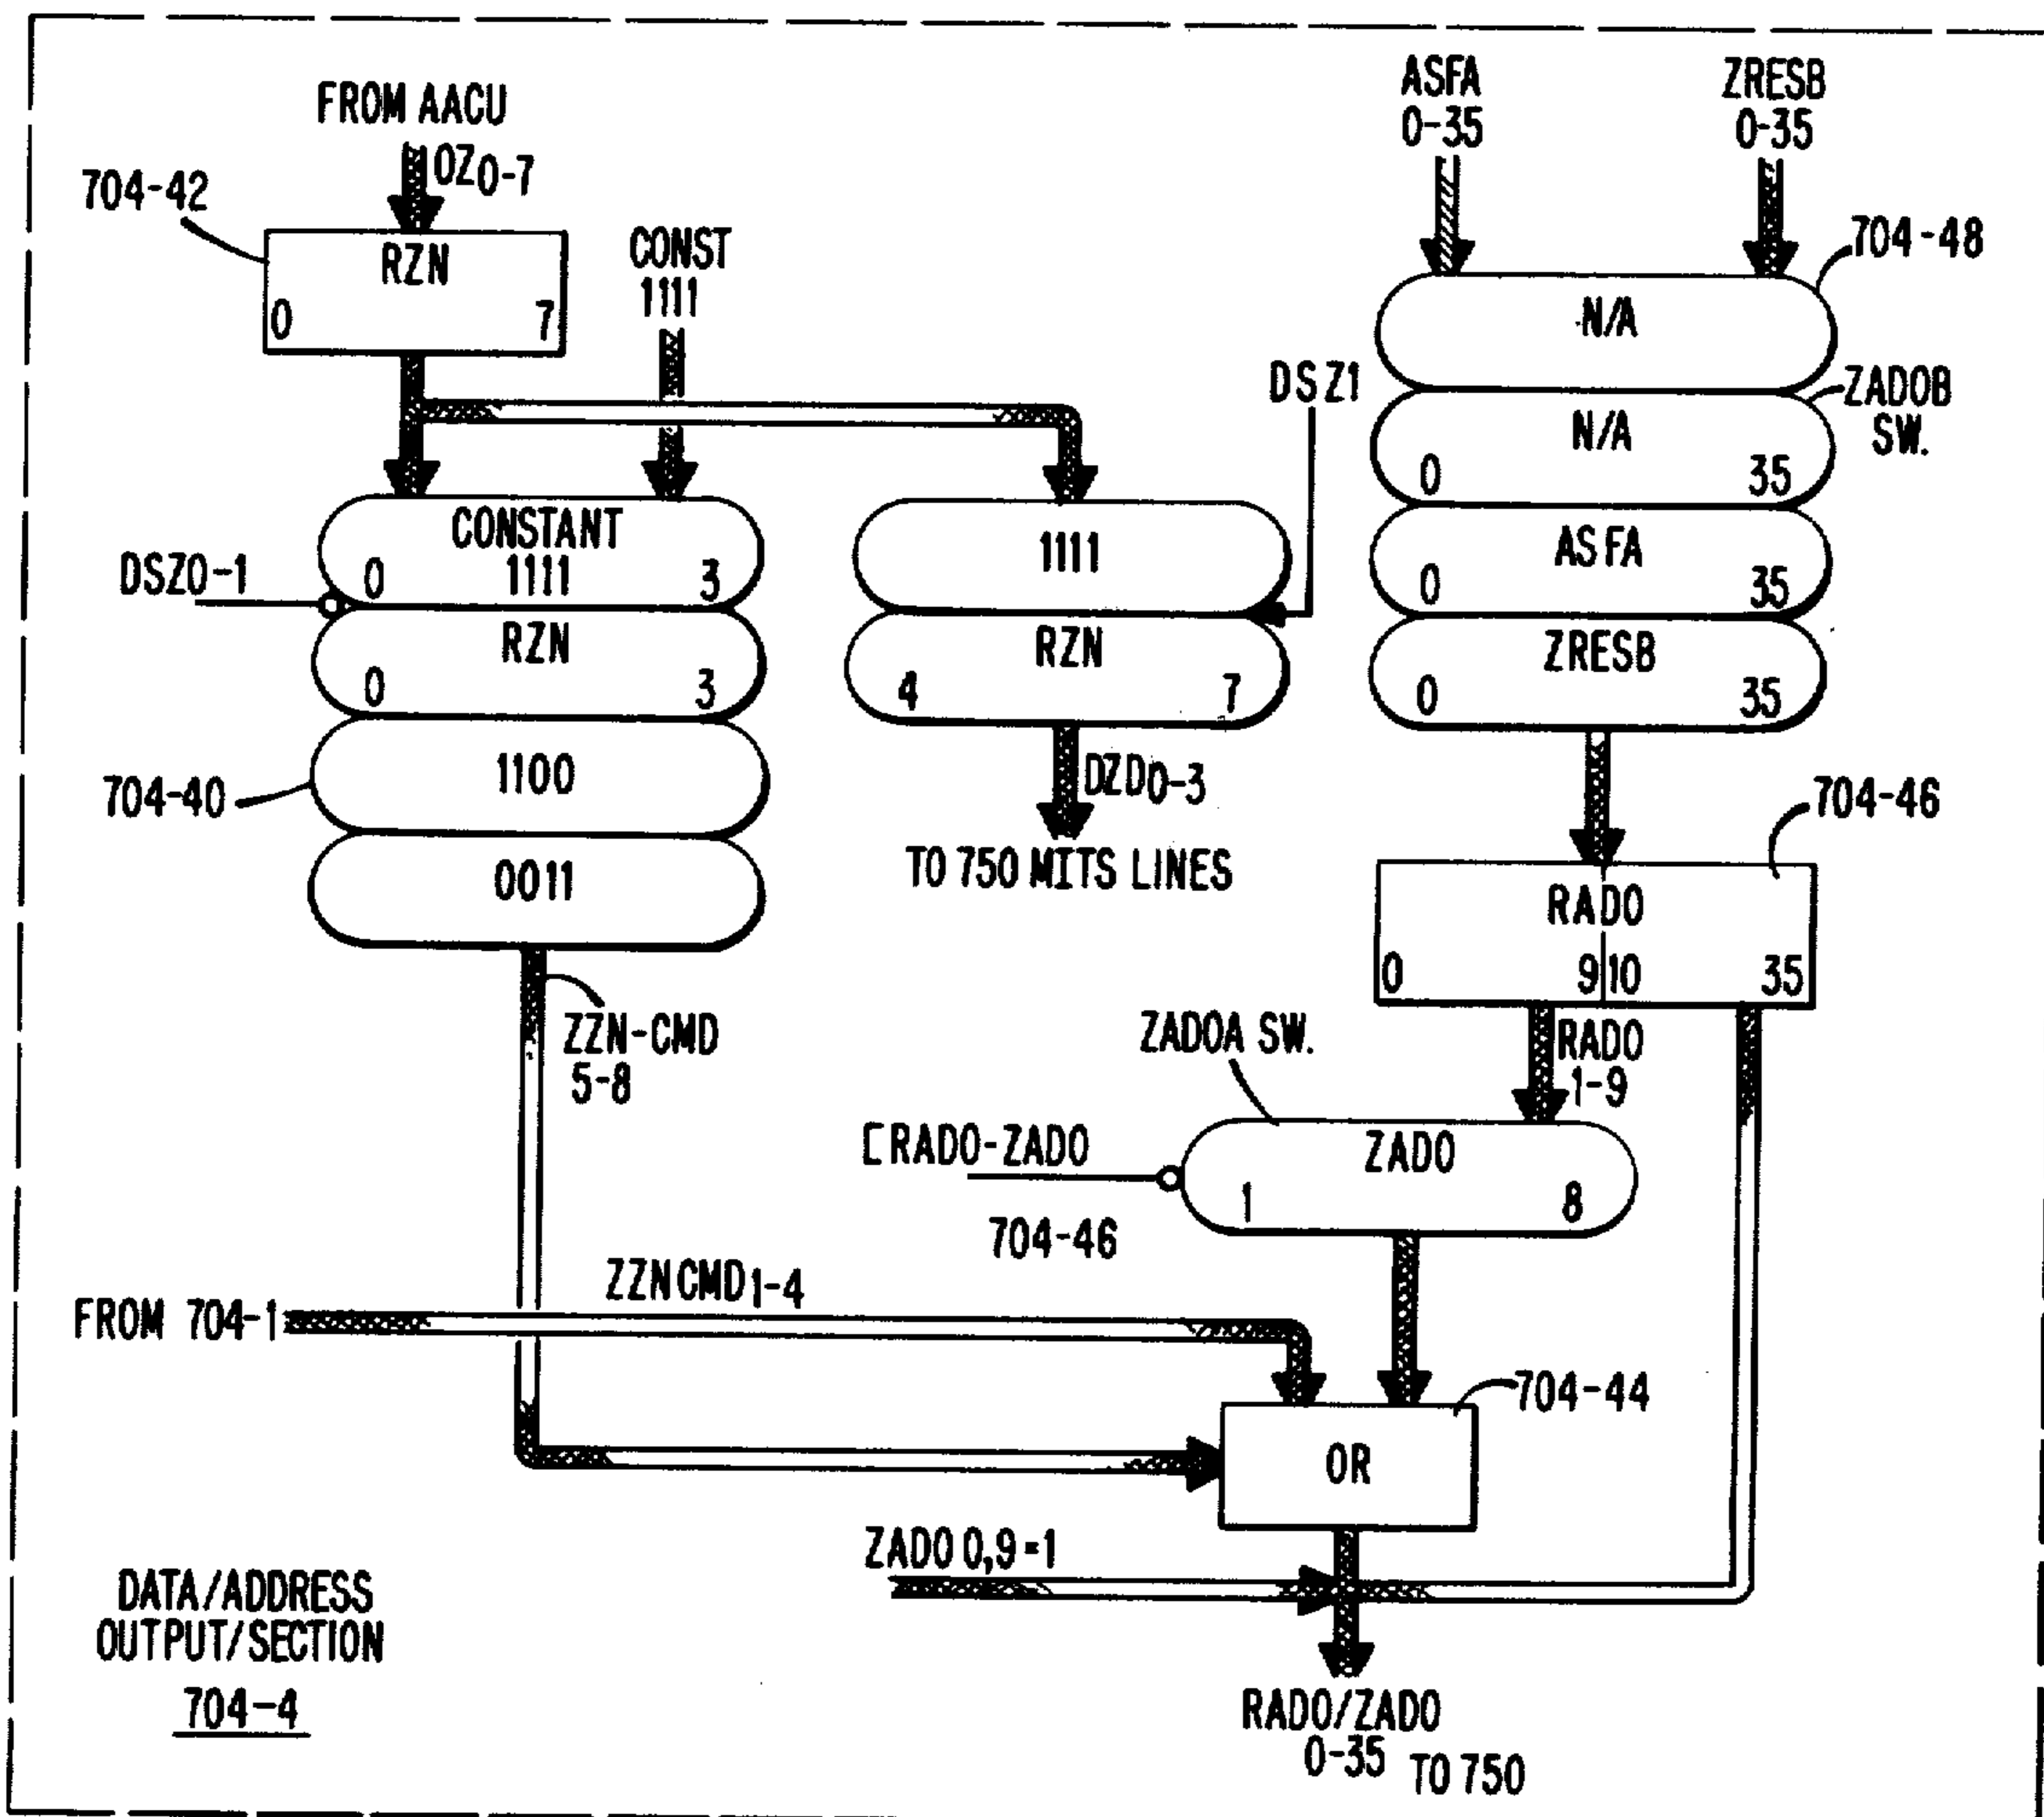 FROM AACU
OZ0-7
704-42
RZN
0 7
CONST
1111
ASFA
0-35
ZRESB
0-35
704-48
N/A
ZADOB
SW.
N/A
0 35
DSZ1
CONSTANT
1111
0 3
DSZ0-1
1111
ASFA
0 35
RZN
0 3
RZN
4 7
ZRESB
0 35
1100
704-40
DZD0-3
704-46
0011
TO 750 MITS LINES
RADO
0 9 10 35
ZZN-CMD
5-8
ZADOA SW.
RADO
1-9
[RADO-ZADO
ZADO
1 8
704-46
ZZNCMD1-4
FROM 704-1
704-44
OR
ZADO 0,9=1
DATA/ADDRESS
OUTPUT/SECTION
704-4
RADO/ZADO
0-35 TO 750